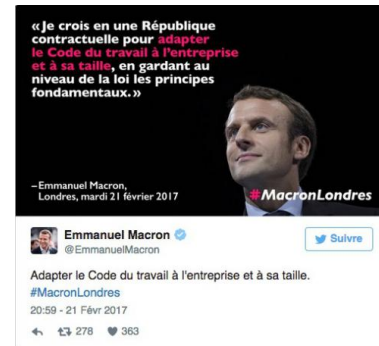 «Je crois en une République
contractuelle pour adapter
le Code du travail à l'entreprise
et à sa taille, en gardant au
niveau de la loi les principes
fondamentaux.»
–Emmanuel Macron,
Londres, mardi 21 février 2017
#MacronLondres
Emmanuel Macron
@EmmanuelMacron
Suivre
Adapter le Code du travail à l'entreprise et à sa taille.
#MacronLondres
20:59 - 21 Févr 2017
278 363